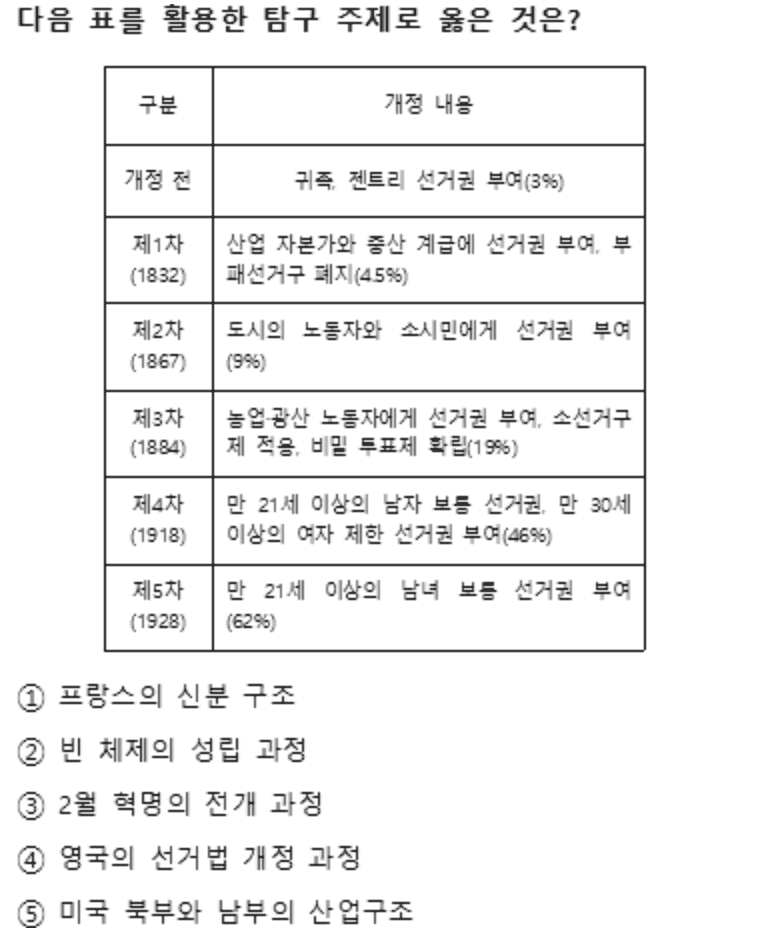 다음 표를 활용한 탐구 주제로 옳은 것은?
구분 개정 내용
개정 전 귀족, 젠트리 선거권 부여(3%)
제1차 산업 자본가와 중산 계급에 선거권 부여, 부
(1832) 패선거구 폐지(4.5%)
제2차 도시의 노동자와 소시민에게 선거권 부여
(1867) (9%)
제3차 농업·광산 노동자에게 선거권 부여, 소선거구
(1884) 제 적용, 비밀 투표제 확립(19%)
제4차 만 21세 이상의 남자 보통 선거권, 만 30세
(1918) 이상의 여자 제한 선거권 부여(46%)
제5차 만 21세 이상의 남녀 보통 선거권 부여
(1928) (62%)
① 프랑스의 신분 구조
② 빈 체제의 성립 과정
③ 2월 혁명의 전개 과정
④ 영국의 선거법 개정 과정
⑤ 미국 북부와 남부의 산업구조